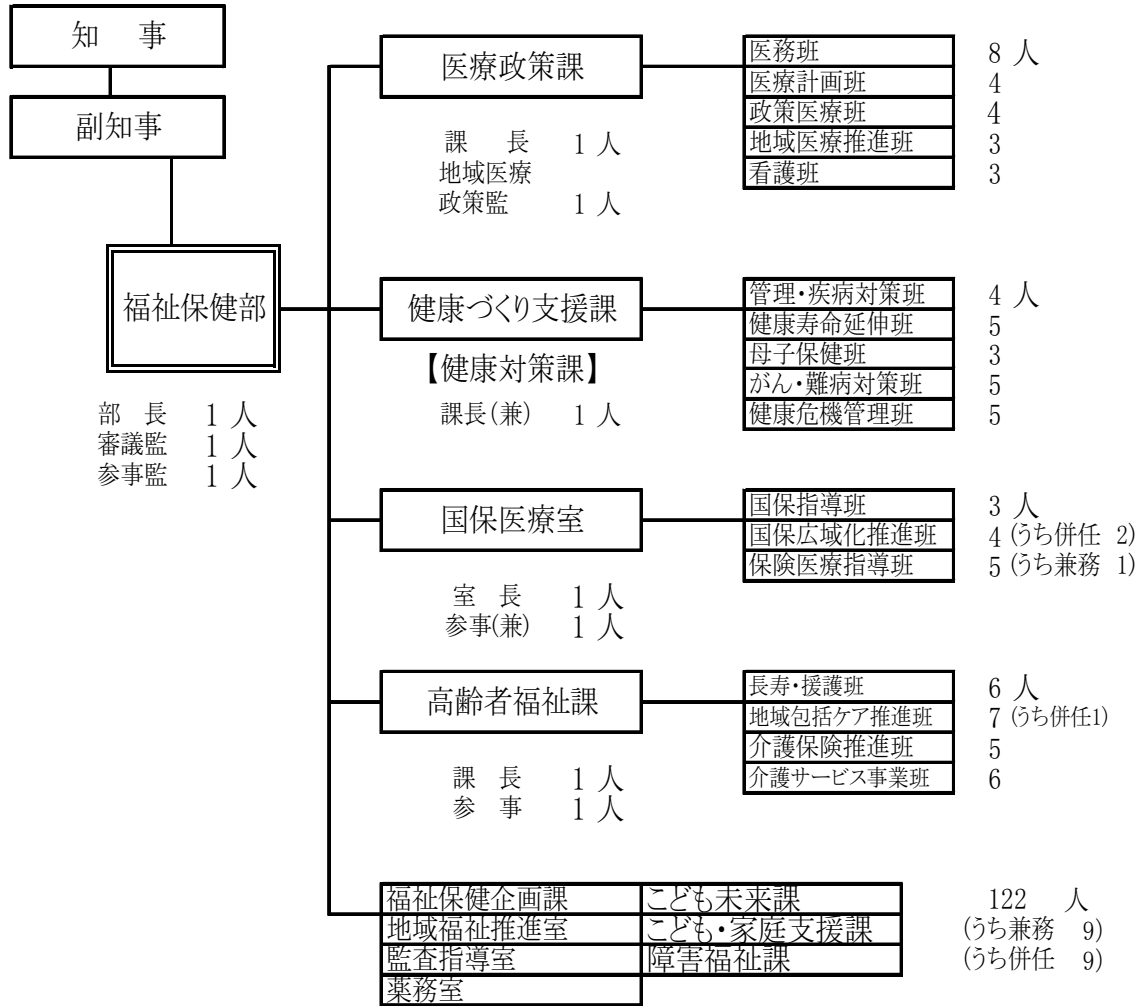 知　事
副知事
福祉保健部
部　長　1 人
審議監　1 人
参事監　1 人
医療政策課
課　長　1 人
地域医療
政策監　1 人
医務班　8 人
医療計画班　4
政策医療班　4
地域医療推進班　3
看護班　3
健康づくり支援課
【健康対策課】
課長(兼)　1 人
管理・疾病対策班　4 人
健康寿命延伸班　5
母子保健班　3
がん・難病対策班　5
健康危機管理班　5
国保医療室
室　長　1 人
参事(兼)　1 人
国保指導班　3 人
国保広域化推進班　4 (うち併任 2)
保険医療指導班　5 (うち兼務 1)
高齢者福祉課
課　長　1 人
参　事　1 人
長寿・援護班　6 人
地域包括ケア推進班　7 (うち併任1)
介護保険推進班　5
介護サービス事業班　6
福祉保健企画課　こども未来課　122　人
地域福祉推進室　こども・家庭支援課　(うち兼務　9)
監査指導室　障害福祉課　(うち併任　9)
薬務室